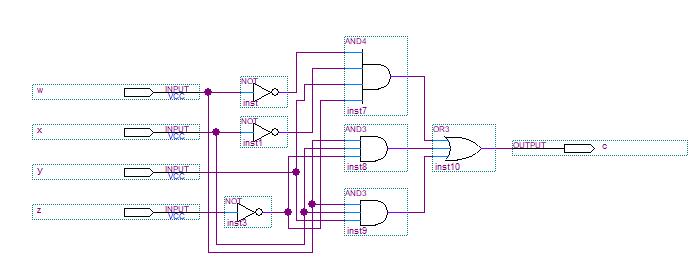 AND4
NOT
w INPUT
VCC
inst
inst7
NOT
AND3
OR3
x INPUT
VCC
inst1
OUTPUT c
y INPUT
VCC
inst8
inst10
NOT
AND3
z INPUT
VCC
inst3
inst9